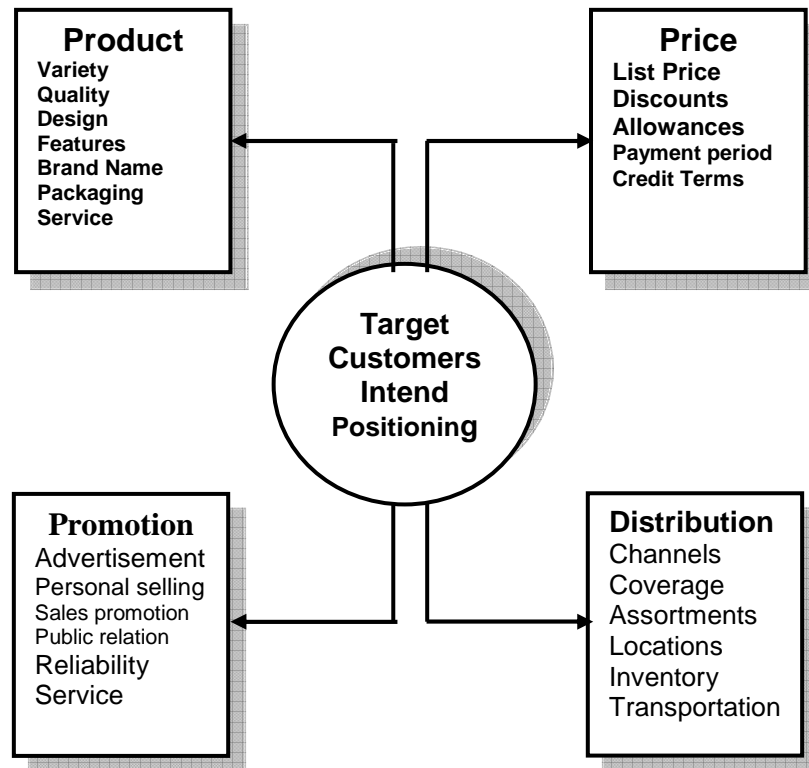 Product
Variety
Quality
Design
Features
Brand Name
Packaging
Service
Price
List Price
Discounts
Allowances
Payment period
Credit Terms
Target
Customers
Intend
Positioning
Promotion
Advertisement
Personal selling
Sales promotion
Public relation
Reliability
Service
Distribution
Channels
Coverage
Assortments
Locations
Inventory
Transportation